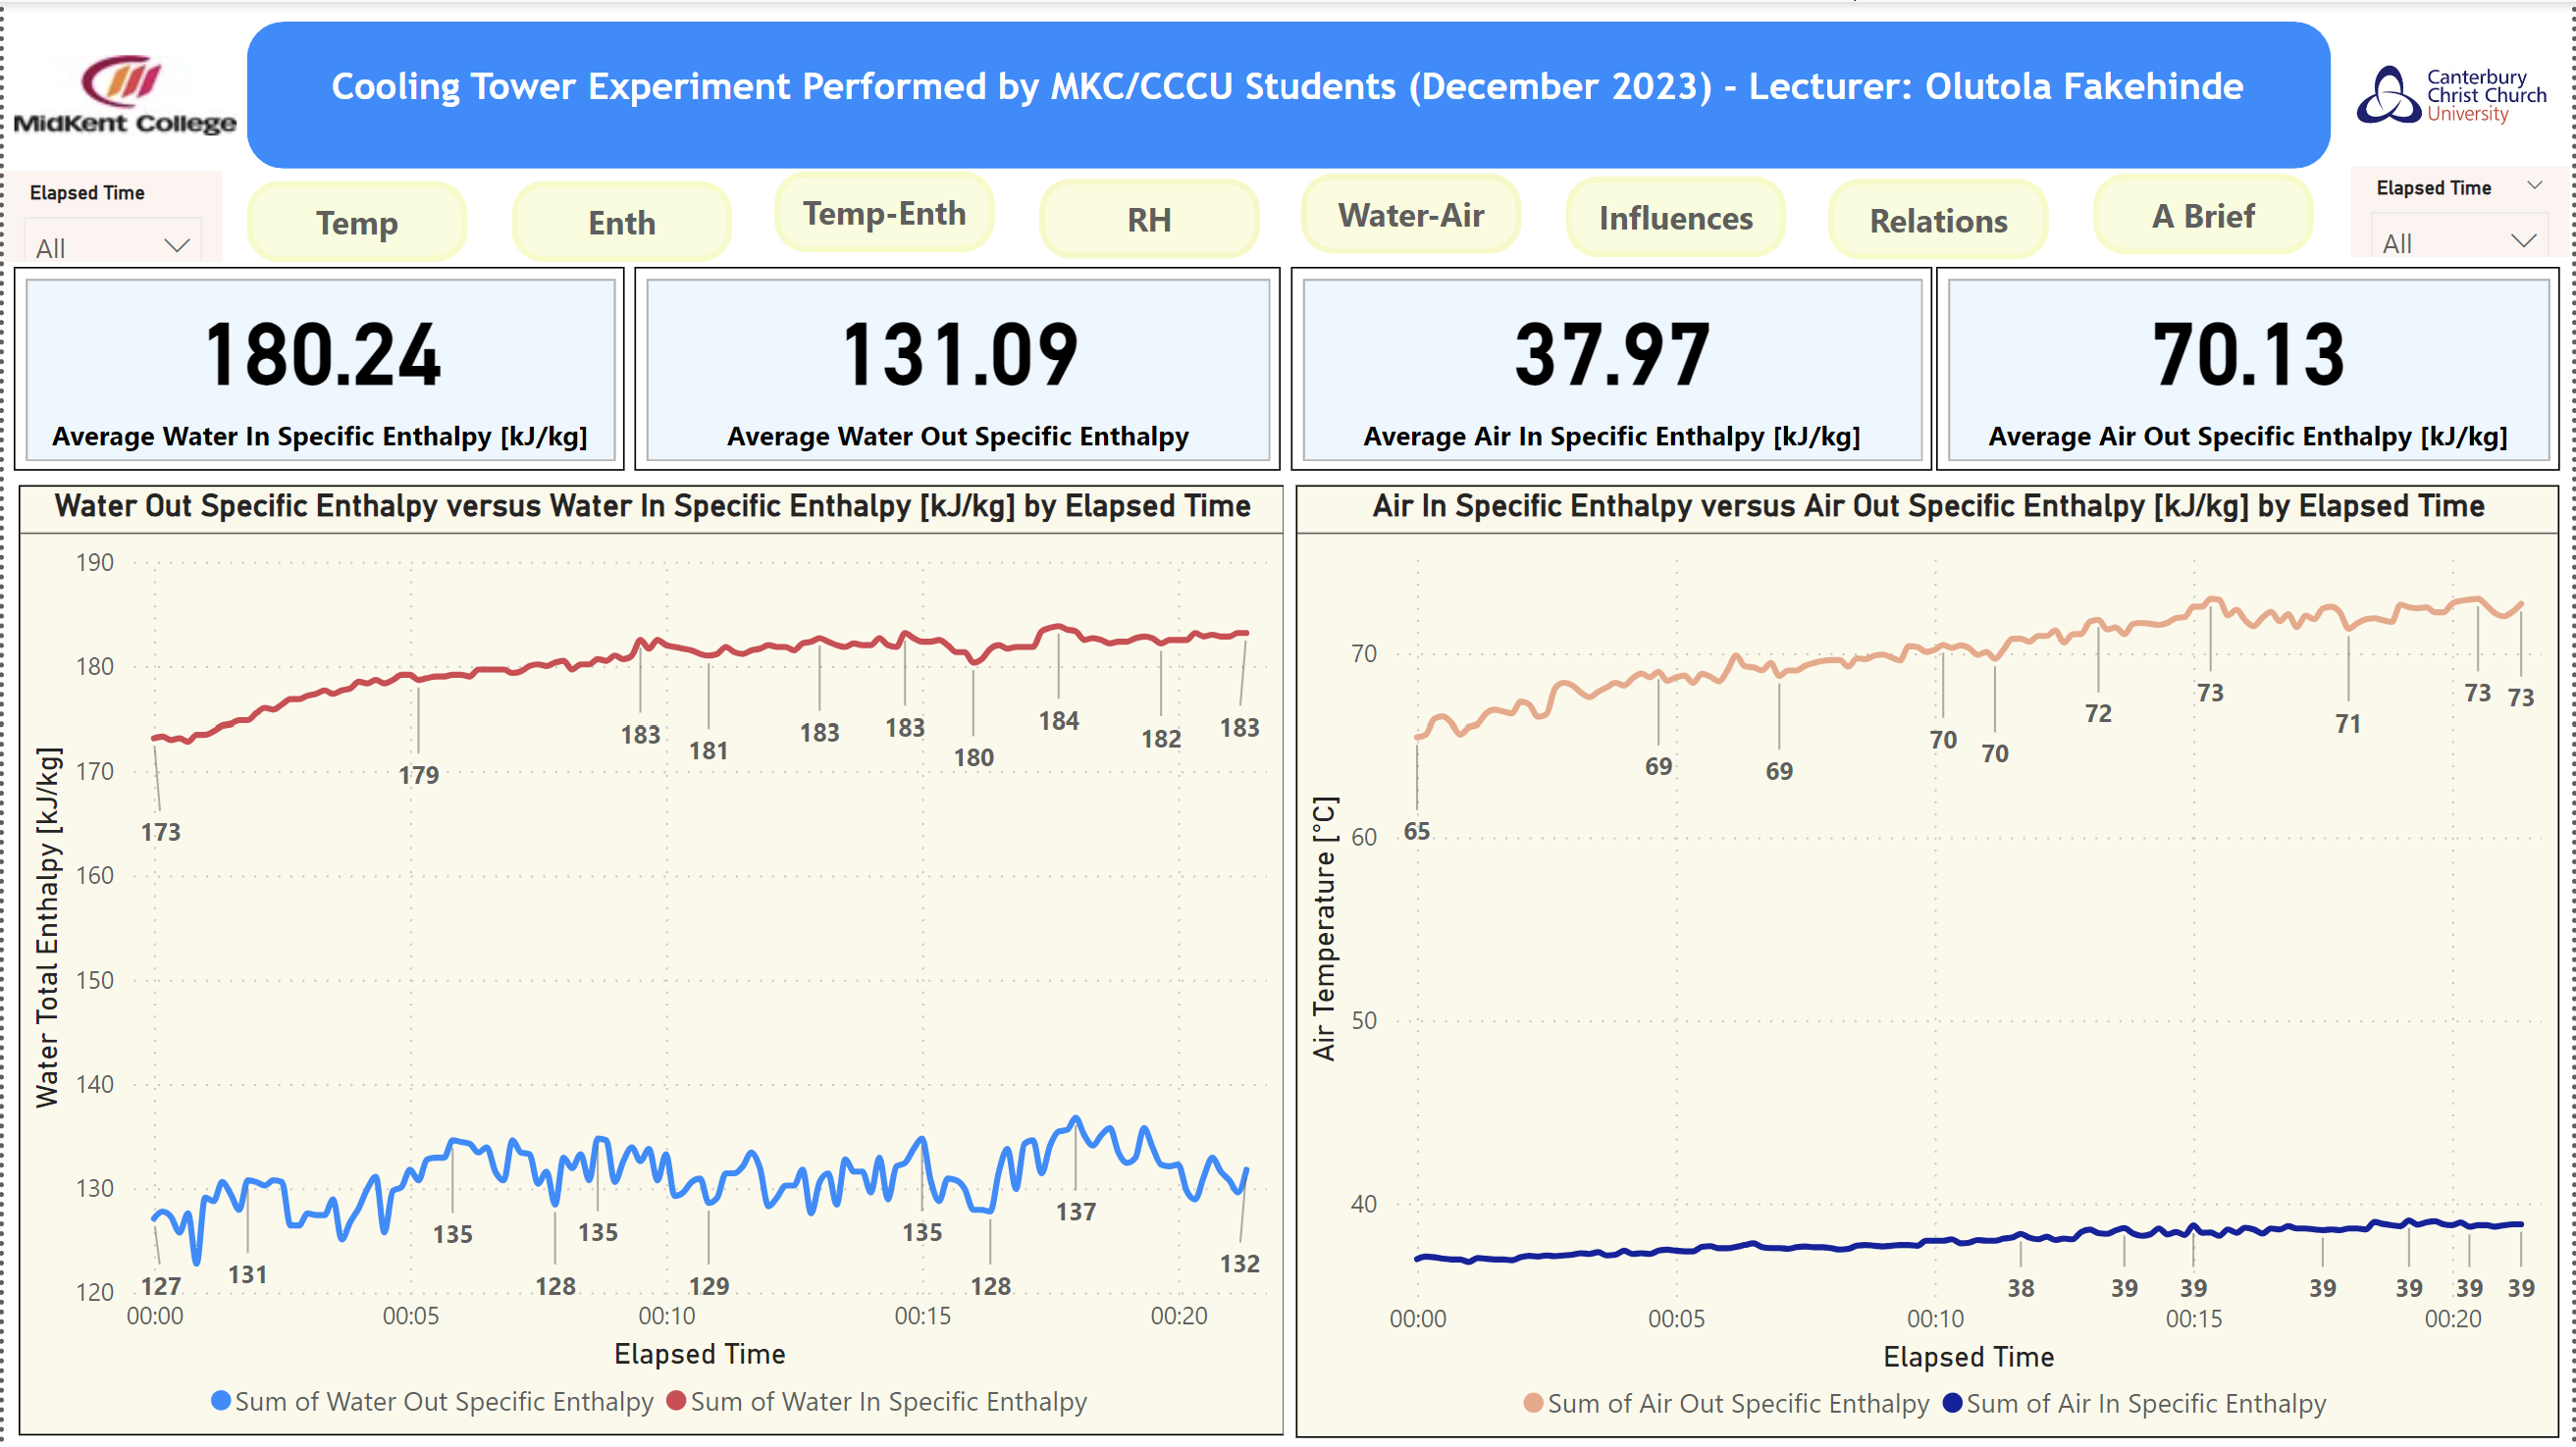 MidKent College
Cooling Tower Experiment Performed by MKC/CCCU Students (December 2023) - Lecturer: Olutola Fakehinde
Canterbury
Christ Church
University
Elapsed Time
All
Temp
Enth
Temp-Enth
RH
Water-Air
Influences
Relations
A Brief
Elapsed Time
All
180.24
Average Water In Specific Enthalpy [kJ/kg]
131.09
Average Water Out Specific Enthalpy
37.97
Average Air In Specific Enthalpy [kJ/kg]
70.13
Average Air Out Specific Enthalpy [kJ/kg]
Water Out Specific Enthalpy versus Water In Specific Enthalpy [kJ/kg] by Elapsed Time
Water Total Enthalpy [kJ/kg]
190
180
170
160
150
140
130
120
173
179
183
181
183
183
180
184
182
183
127
131
135
128
135
129
135
128
137
132
00:00
00:05
00:10
00:15
00:20
Elapsed Time
Sum of Water Out Specific Enthalpy
Sum of Water In Specific Enthalpy
Air In Specific Enthalpy versus Air Out Specific Enthalpy [kJ/kg] by Elapsed Time
Air Temperature [°C]
70
60
50
40
65
69
69
70
70
72
73
71
73
73
38
39
39
39
39
39
39
00:00
00:05
00:10
00:15
00:20
Elapsed Time
Sum of Air Out Specific Enthalpy
Sum of Air In Specific Enthalpy